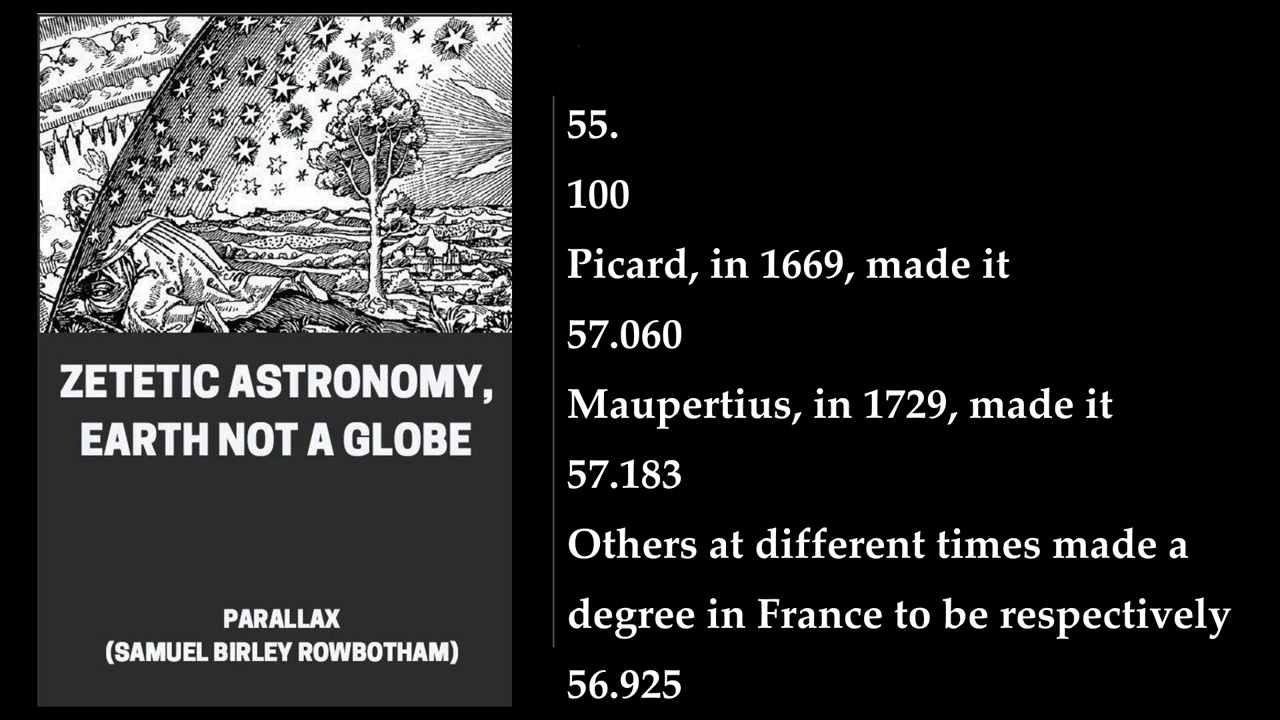 ZETETIC ASTRONOMY,
EARTH NOT A GLOBE
PARALLAX
(SAMUEL BIRLEY ROWBOTHAM)
55.
100
Picard, in 1669, made it
57.060
Maupertius, in 1729, made it
57.183
Others at different times made a
degree in France to be respectively
56.925